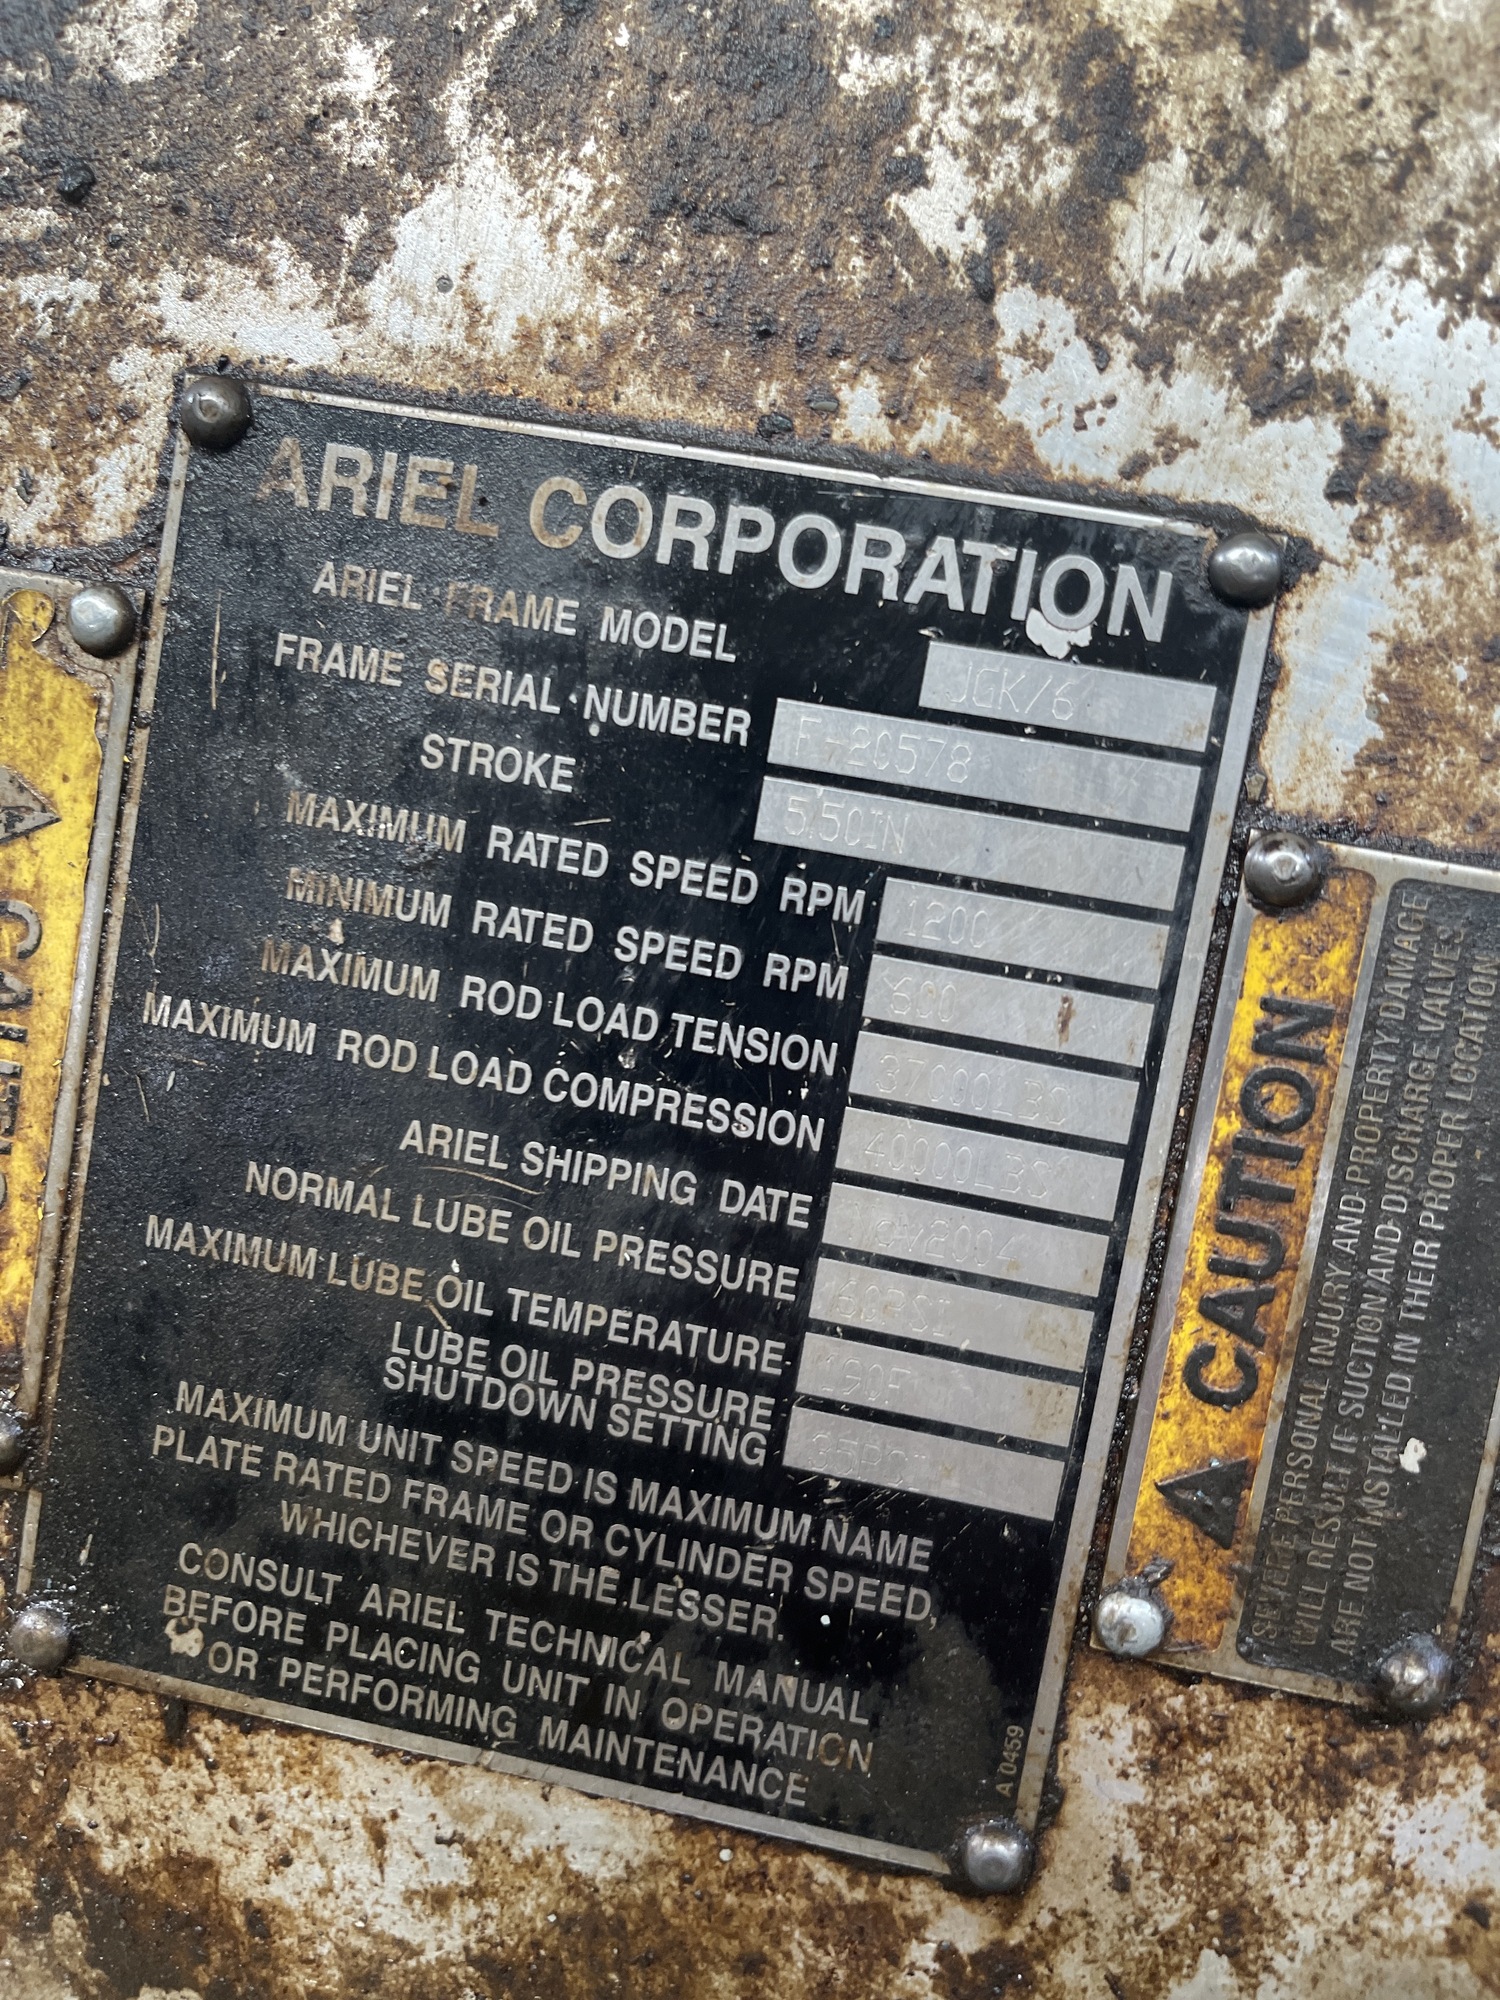 ARIEL CORPORATION
ARIEL FRAME MODEL JGK/6
FRAME SERIAL NUMBER F-20578
STROKE 5.50IN
MAXIMUM RATED SPEED RPM 1200
MINIMUM RATED SPEED RPM 600
MAXIMUM ROD LOAD TENSION
MAXIMUM ROD LOAD COMPRESSION 40000LBS
ARIEL SHIPPING DATE
NORMAL LUBE OIL PRESSURE 60PSI
MAXIMUM LUBE OIL TEMPERATURE 190F
LUBE OIL PRESSURE
SHUTDOWN SETTING 35PSI
MAXIMUM UNIT SPEED IS MAXIMUM NAME
PLATE RATED FRAME OR CYLINDER SPEED,
WHICHEVER IS THE LESSER.
CONSULT ARIEL TECHNICAL MANUAL
BEFORE PLACING UNIT IN OPERATION
OR PERFORMING MAINTENANCE
A 0459
CAUTION
SEVERE PERSONAL INJURY AND PROPERTY DAMAGE
WILL RESULT IF SUCTION AND DISCHARGE VALVES
ARE NOT INSTALLED IN THEIR PROPER LOCATION